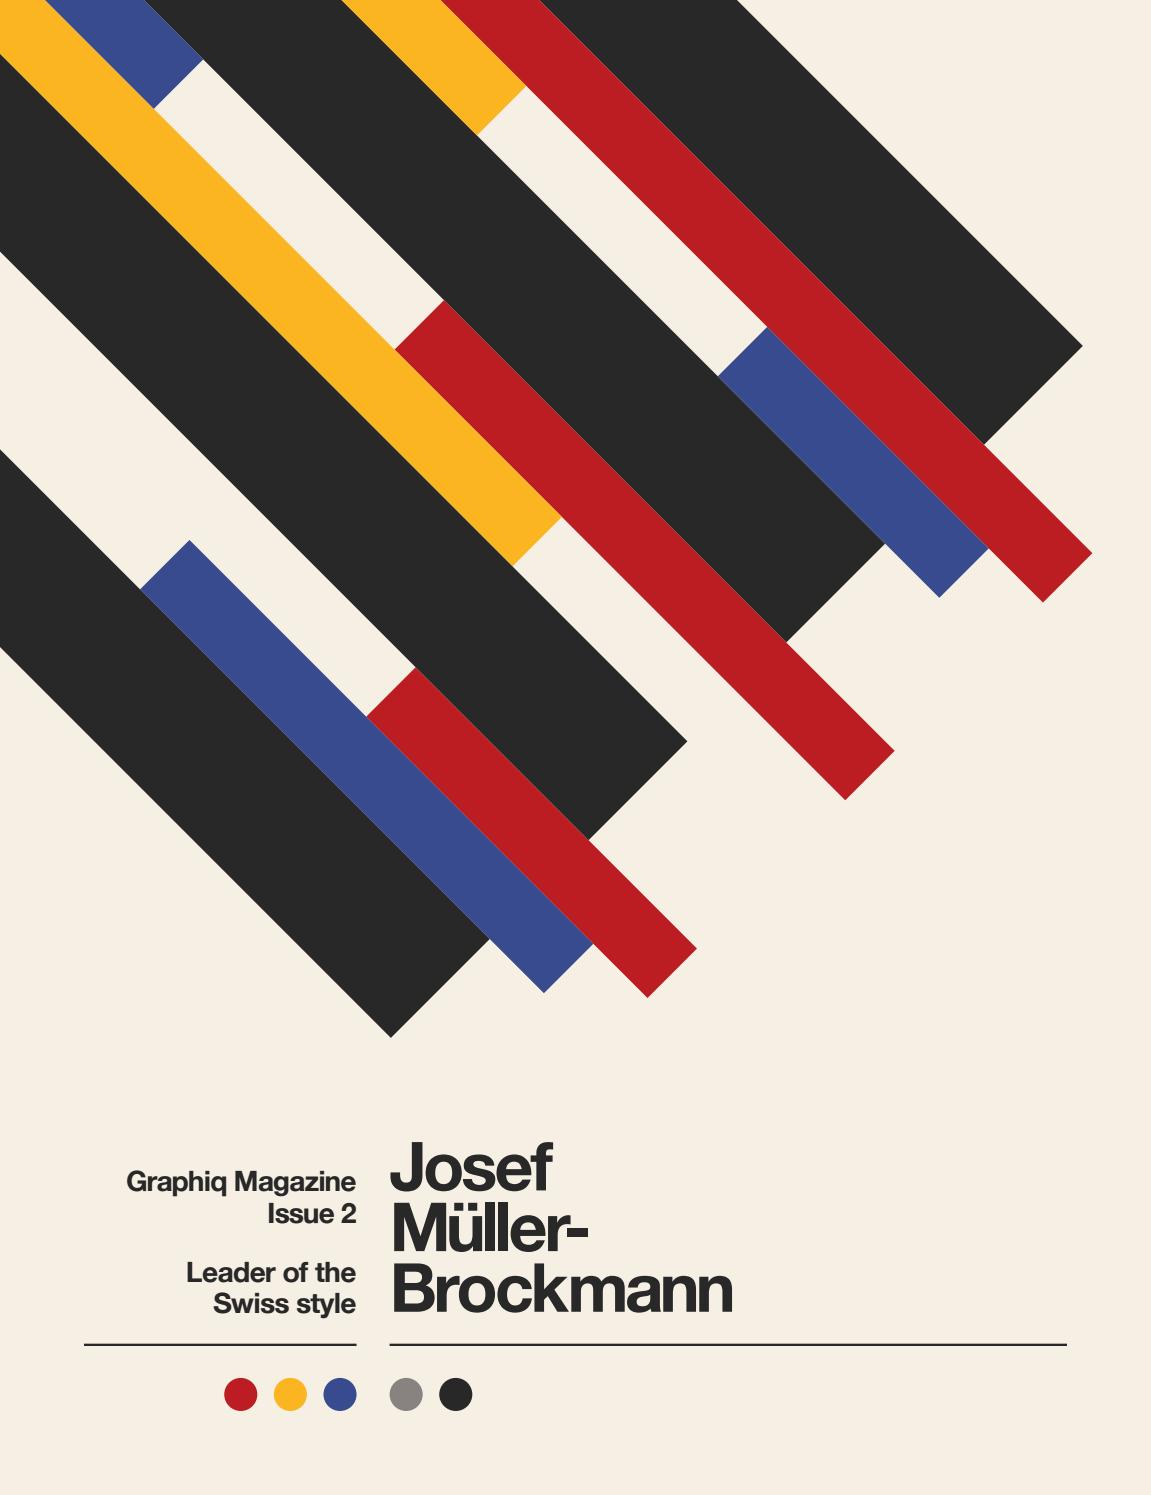 Graphiq Magazine
Issue 2
Leader of the
Swiss style
Josef
Müller-
Brockmann